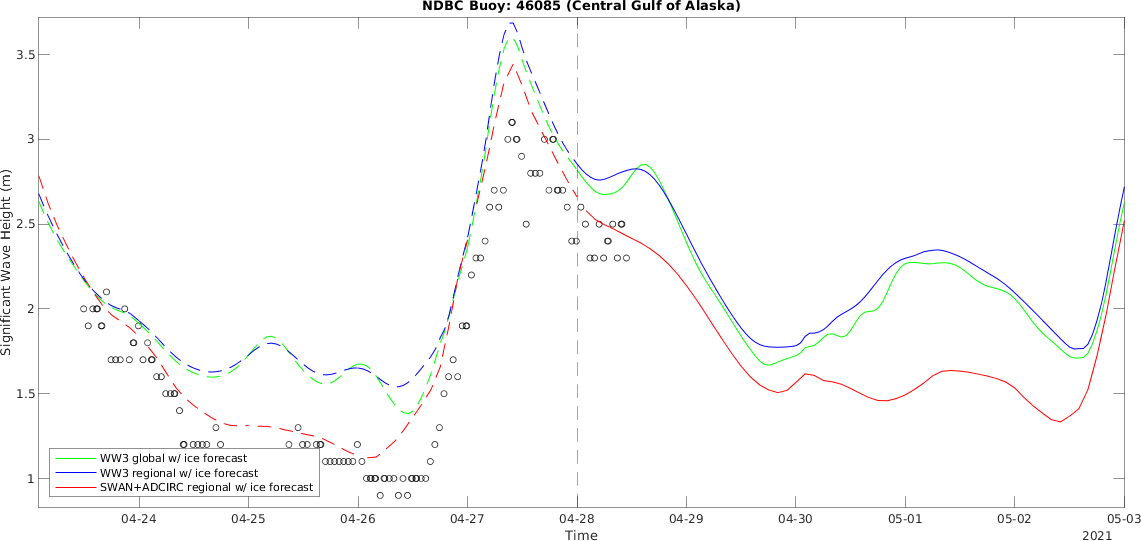 NDBC Buoy: 46085 (Central Gulf of Alaska)
3.5
3
2.5
2
1.5
1
Significant Wave Height (m)
WW3 global w/ ice forecast
WW3 regional w/ ice forecast
SWAN+ADCIRC regional w/ ice forecast
04-24 04-25 04-26 04-27 04-28 04-29 04-30 05-01 05-02 05-03
Time
2021